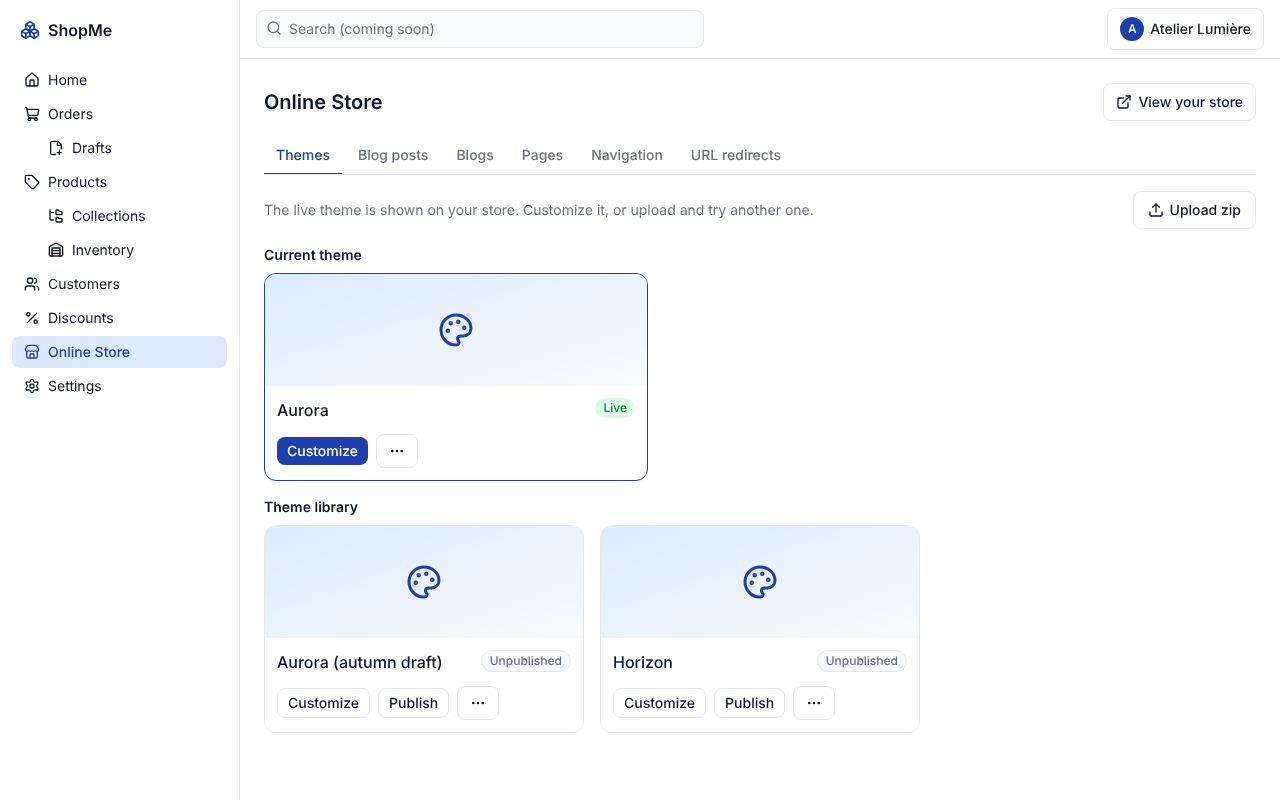 ShopMe
Search (coming soon)
A Atelier Lumière
Home
Orders
Drafts
Products
Collections
Inventory
Customers
Discounts
Online Store
Settings
Online Store
View your store
Themes Blog posts Blogs Pages Navigation URL redirects
The live theme is shown on your store. Customize it, or upload and try another one.
Upload zip
Current theme
Aurora
Live
Customize
Theme library
Aurora (autumn draft)
Unpublished
Customize Publish
Horizon
Unpublished
Customize Publish